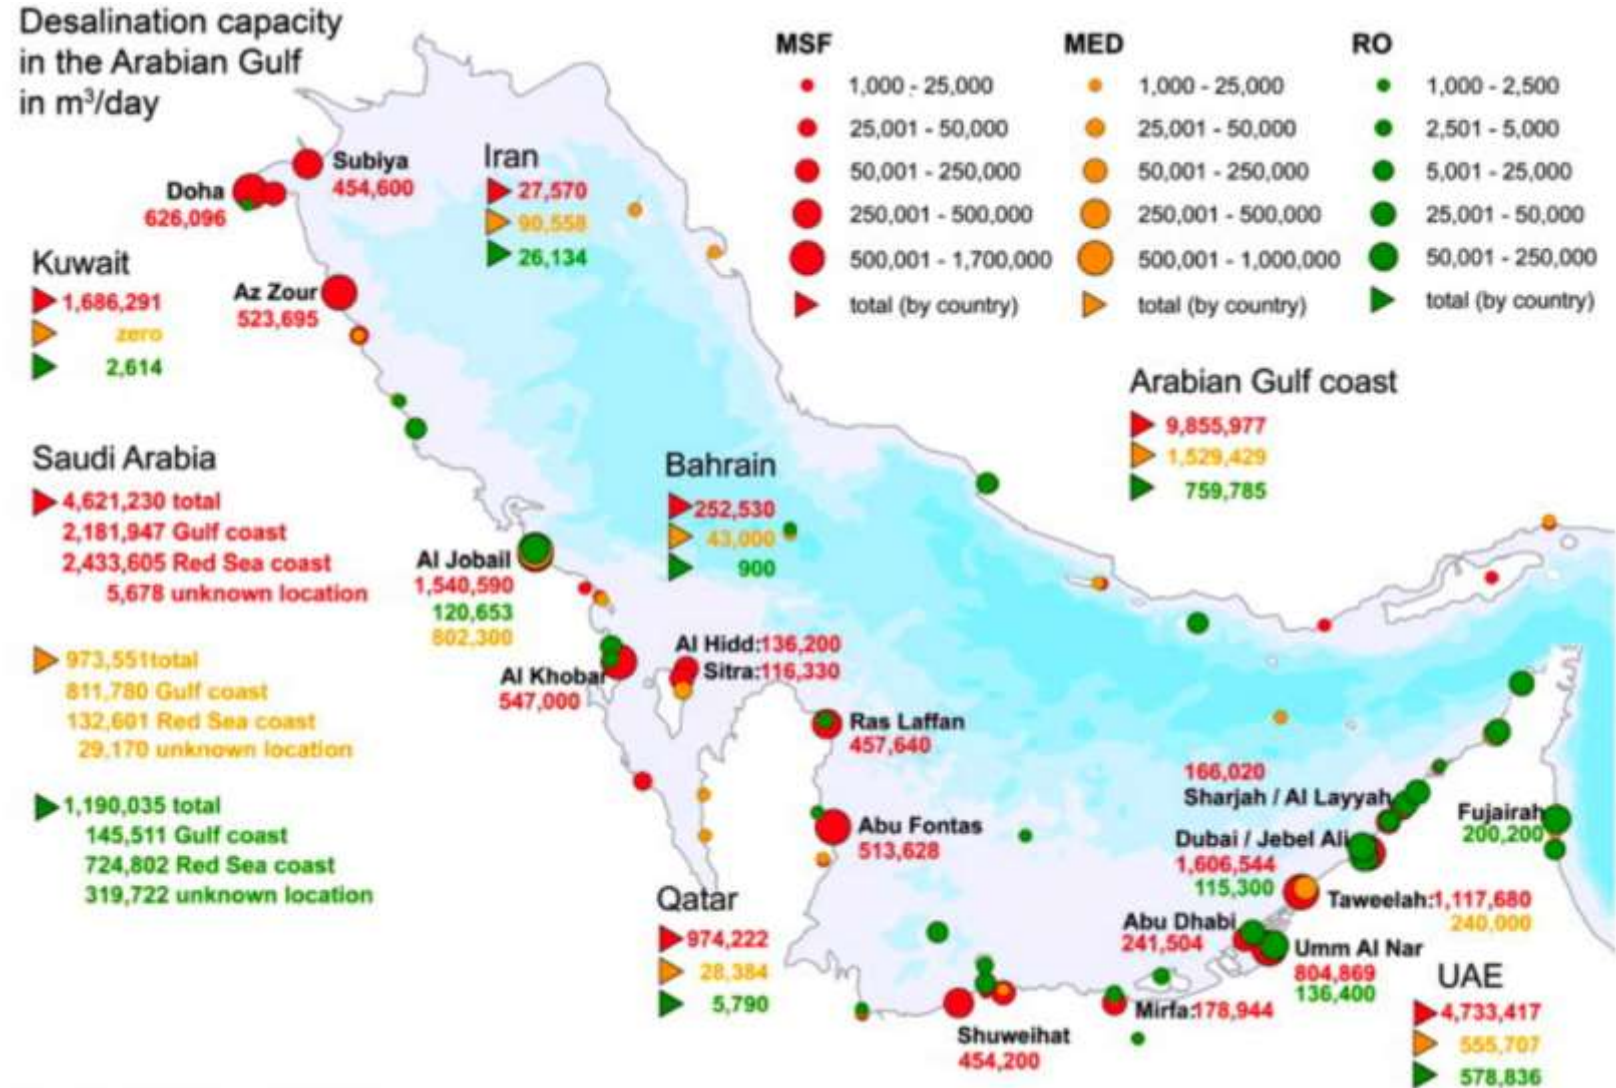 Desalination capacity
in the Arabian Gulf
in m³/day
MSF
1,000 - 25,000
25,001 - 50,000
50,001 - 250,000
250,001 - 500,000
500,001 - 1,700,000
total (by country)
MED
1,000 - 25,000
25,001 - 50,000
50,001 - 250,000
250,001 - 500,000
500,001 - 1,000,000
total (by country)
RO
1,000 - 2,500
2,501 - 5,000
5,001 - 25,000
25,001 - 50,000
50,001 - 250,000
total (by country)
Subiya
454,600
Doha
626,096
Iran
27,570
90,558
26,134
Kuwait
1,686,291
zero
2,614
Az Zour
523,695
Arabian Gulf coast
9,855,977
1,529,429
759,785
Saudi Arabia
4,621,230 total
2,181,947 Gulf coast
2,433,605 Red Sea coast
5,678 unknown location
973,551total
811,780 Gulf coast
132,601 Red Sea coast
29,170 unknown location
1,190,035 total
145,511 Gulf coast
724,802 Red Sea coast
319,722 unknown location
Bahrain
252,530
43,000
900
Al Jobail
1,540,590
120,653
802,300
Al Hidd:136,200
Sitra:116,330
Al Khobar
547,000
Ras Laffan
457,640
Abu Fontas
513,628
Qatar
974,222
28,384
5,790
166,020
Sharjah / Al Layyah
Dubai / Jebel Ali
1,606,544
115,300
Fujairah
200,200
Taweelah:1,117,680
240,000
Abu Dhabi
241,504
Umm Al Nar
804,869
136,400
Mirfa:178,944
Shuweihat
454,200
UAE
4,733,417
555,707
578,836